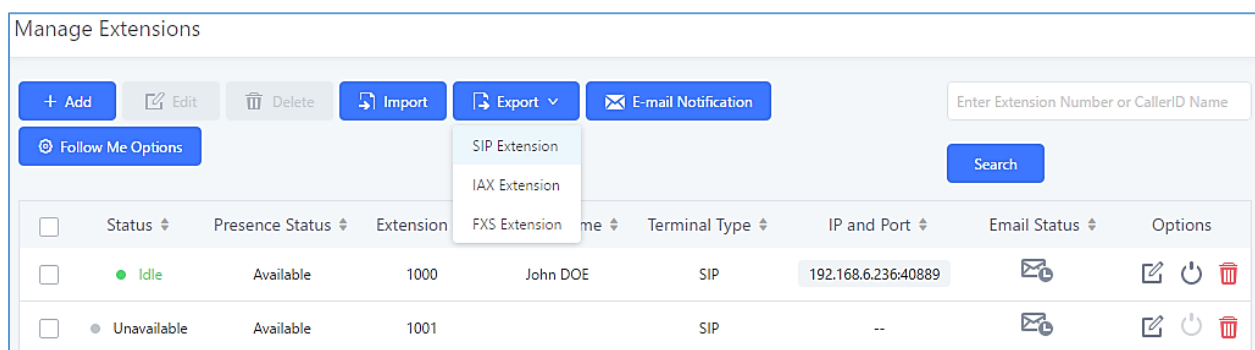 Manage Extensions
+ Add Edit Delete Import Export E-mail Notification Enter Extension Number or CallerID Name
Follow Me Options SIP Extension Search
IAX Extension
FXS Extension
Status Presence Status Extension me Terminal Type IP and Port Email Status Options
Idle Available 1000 John DOE SIP 192.168.6.236:40889
Unavailable Available 1001 SIP --